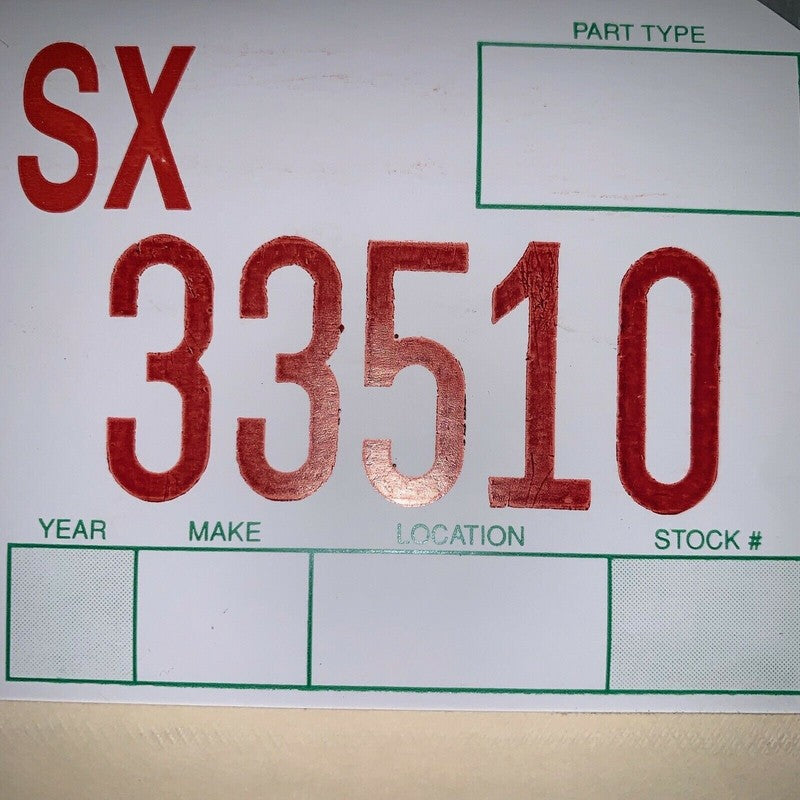 PART TYPE
SX
33510
YEAR MAKE LOCATION STOCK #